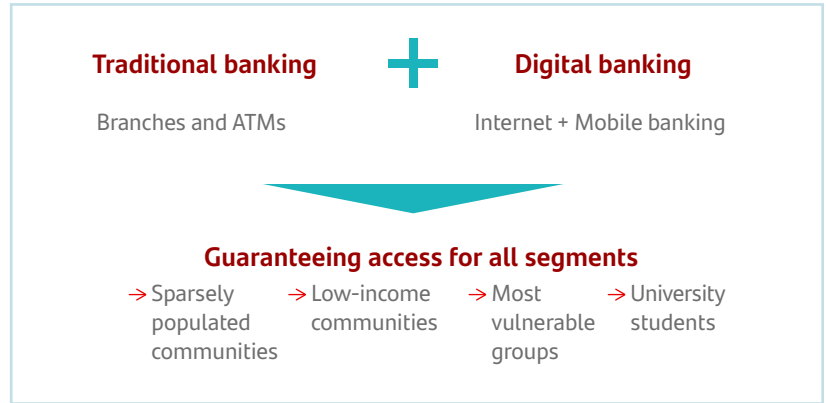 Traditional banking
Digital banking
Branches and ATMs
Internet + Mobile banking
Guaranteeing access for all segments
→ Sparsely
populated
communities
→ Low-income
communities
→ Most
vulnerable
groups
→ University
students